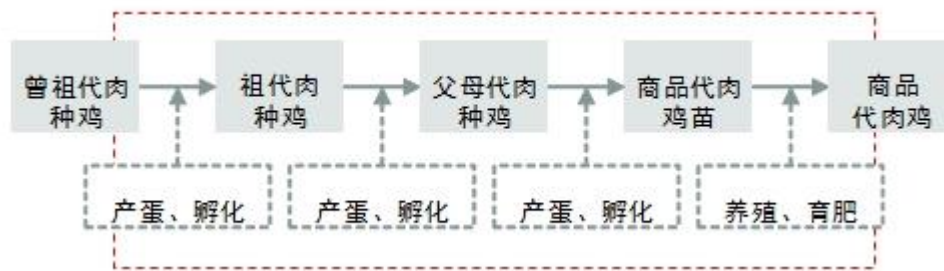 曾祖代肉
种鸡
祖代肉
种鸡
父母代肉
种鸡
商品代肉
鸡苗
商品
代肉鸡
产蛋、孵化
产蛋、孵化
产蛋、孵化
养殖、育肥